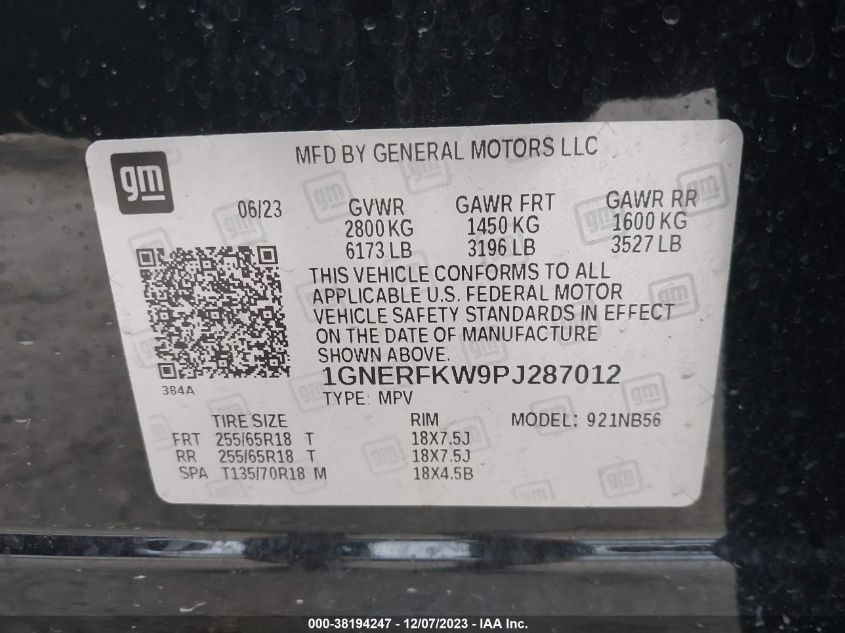 gm
MFD BY GENERAL MOTORS LLC
06/23
GVWR GAWR FRT GAWR RR
2800 KG 1450 KG 1600 KG
6173 LB 3196 LB 3527 LB
THIS VEHICLE CONFORMS TO ALL
APPLICABLE U.S. FEDERAL MOTOR
VEHICLE SAFETY STANDARDS IN EFFECT
ON THE DATE OF MANUFACTURE
SHOWN ABOVE.
384A
1GNERFKW9PJ287012
TYPE: MPV
TIRE SIZE RIM MODEL: 921NB56
FRT 255/65R18 T 18X7.5J
RR 255/65R18 T 18X7.5J
SPA T135/70R18 M 18X4.5B
000-38194247 - 12/07/2023 - IAA Inc.